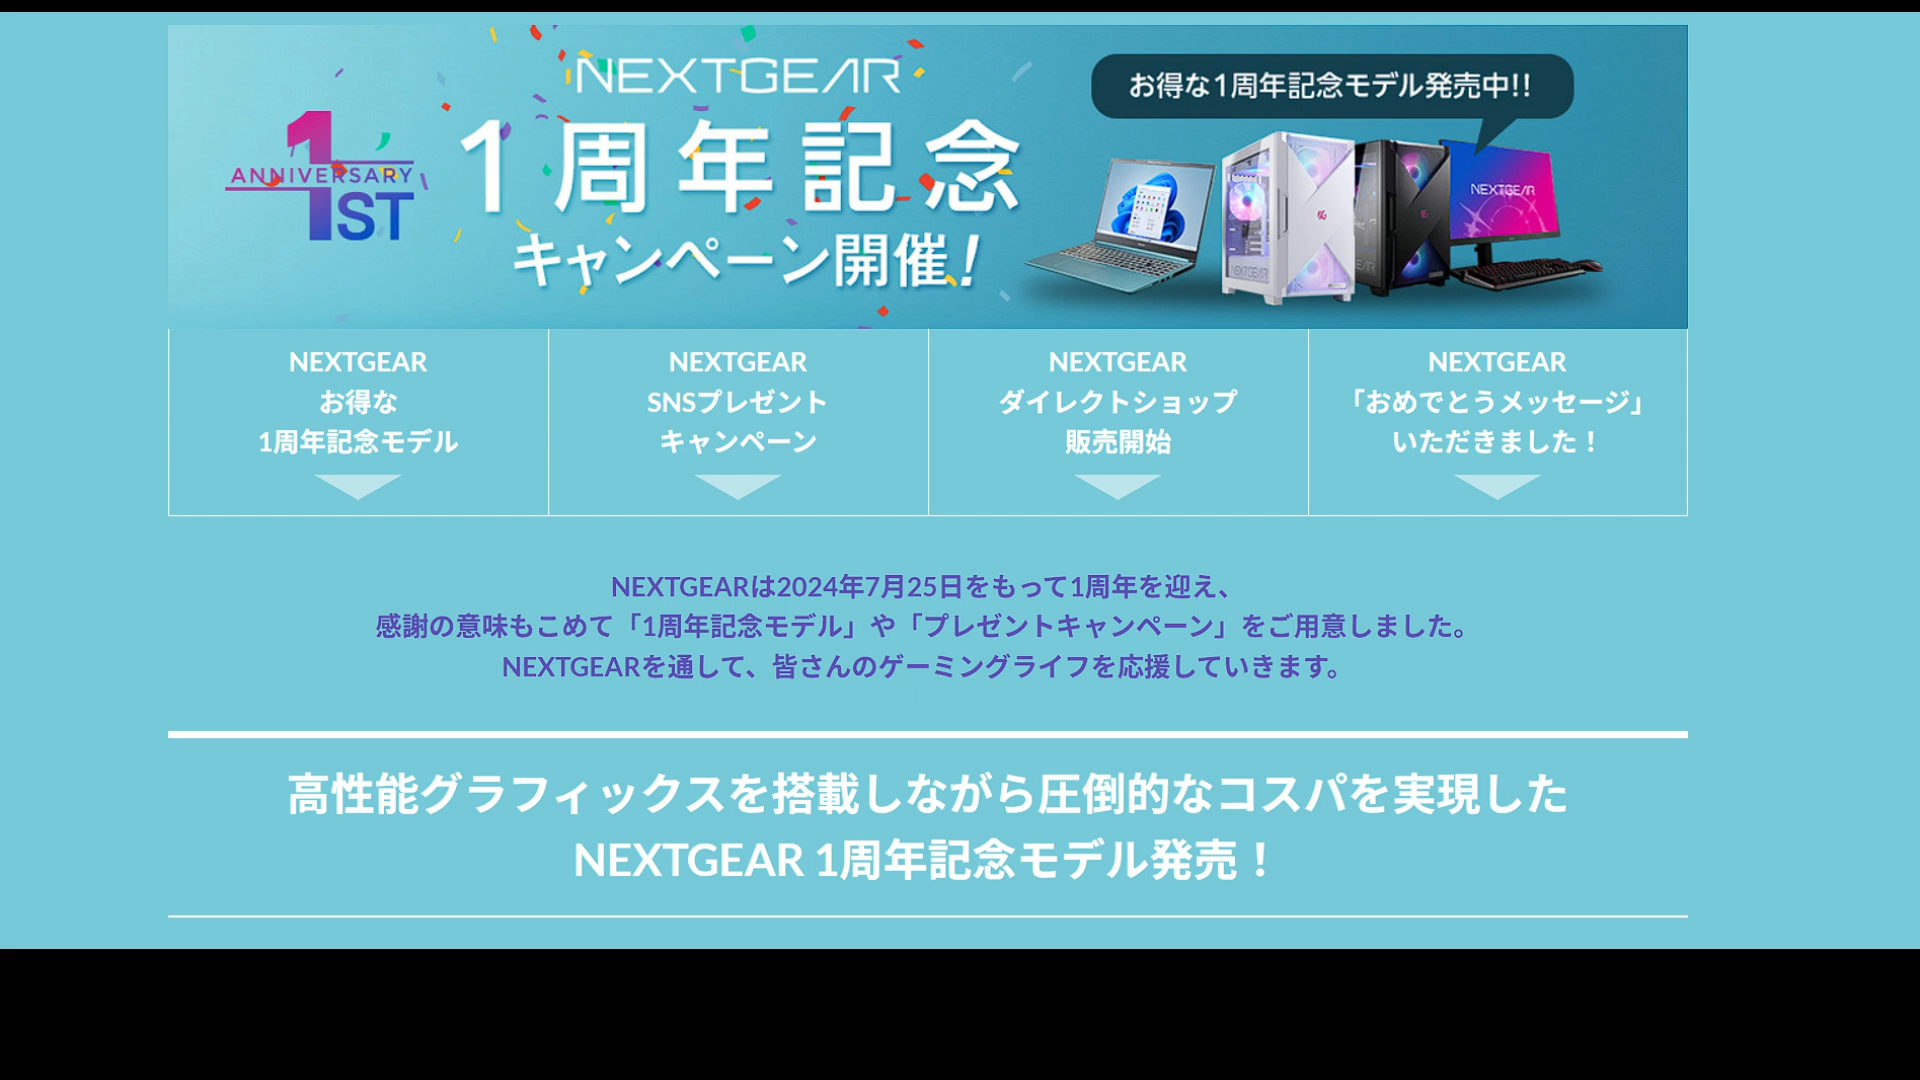 NEXTGEAR
1周年記念
キャンペーン開催!
1
ANNIVERSARY
1ST
お得な1周年記念モデル発売中!!
NEXTGEAR
NEXTGEAR
NEXTGEAR
お得な
1周年記念モデル
NEXTGEAR
SNSプレゼント
キャンペーン
NEXTGEAR
ダイレクトショップ
販売開始
NEXTGEAR
「おめでとうメッセージ」
いただきました！
NEXTGEARは2024年7月25日をもって1周年を迎え、
感謝の意味もこめて「1周年記念モデル」や「プレゼントキャンペーン」をご用意しました。
NEXTGEARを通して、皆さんのゲーミングライフを応援していきます。
高性能グラフィックスを搭載しながら圧倒的なコスパを実現した
NEXTGEAR 1周年記念モデル発売！